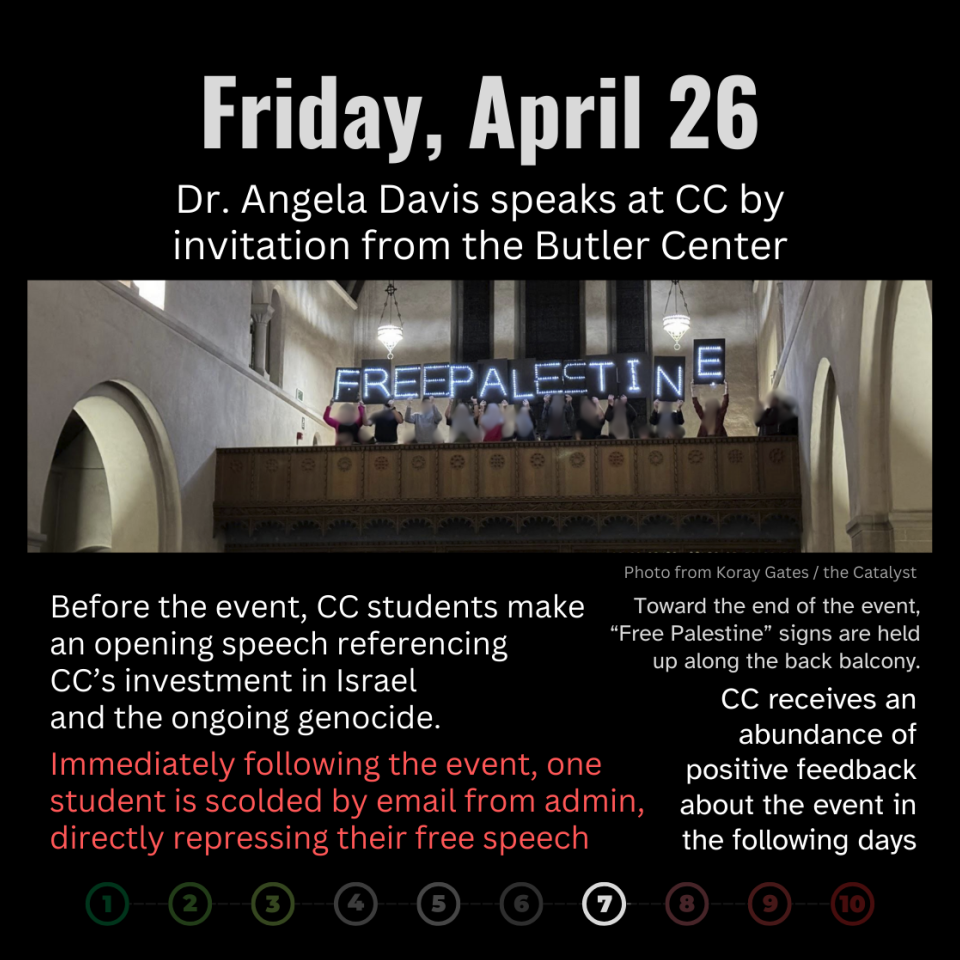 Friday, April 26
Dr. Angela Davis speaks at CC by
invitation from the Butler Center
FREEPALESTINE
Photo from Koray Gates / the Catalyst
Before the event, CC students make
an opening speech referencing
CC’s investment in Israel
and the ongoing genocide.
Immediately following the event, one
student is scolded by email from admin,
directly repressing their free speech
Toward the end of the event,
“Free Palestine” signs are held
up along the back balcony.
CC receives an
abundance of
positive feedback
about the event in
the following days
1 2 3 4 5 6 7 8 9 10